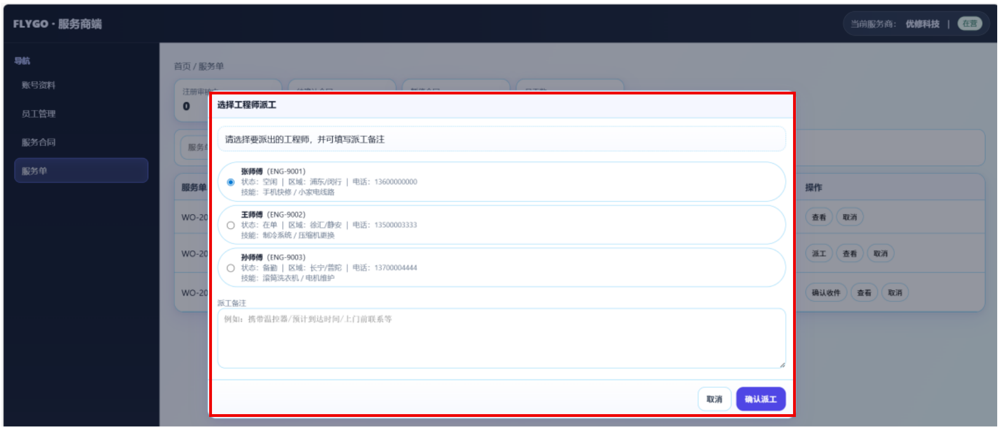 FLYGO · 服务商端
当前服务商： 优修科技 | 在营
导航
账号资料
员工管理
服务合同
服务单
首页 / 服务单
注册审核
0
选择工程师派工
请选择要派出的工程师，并可填写派工备注
张师傅 (ENG-9001)
状态：空闲 | 区域：浦东/闵行 | 电话：13600000000
技能：手机快修 / 小家电线路
王师傅 (ENG-9002)
状态：在单 | 区域：徐汇/静安 | 电话：13500003333
技能：制冷系统 / 压缩机更换
孙师傅 (ENG-9003)
状态：备勤 | 区域：长宁/普陀 | 电话：13700004444
技能：滚筒洗衣机 / 电机维护
派工备注
例如：携带温控器/预计到达时间/上门前联系等
取消 确认派工
服务单
服务单 操作
WO-20 查看 取消
WO-20 派工 查看 取消
WO-20 确认收件 查看 取消